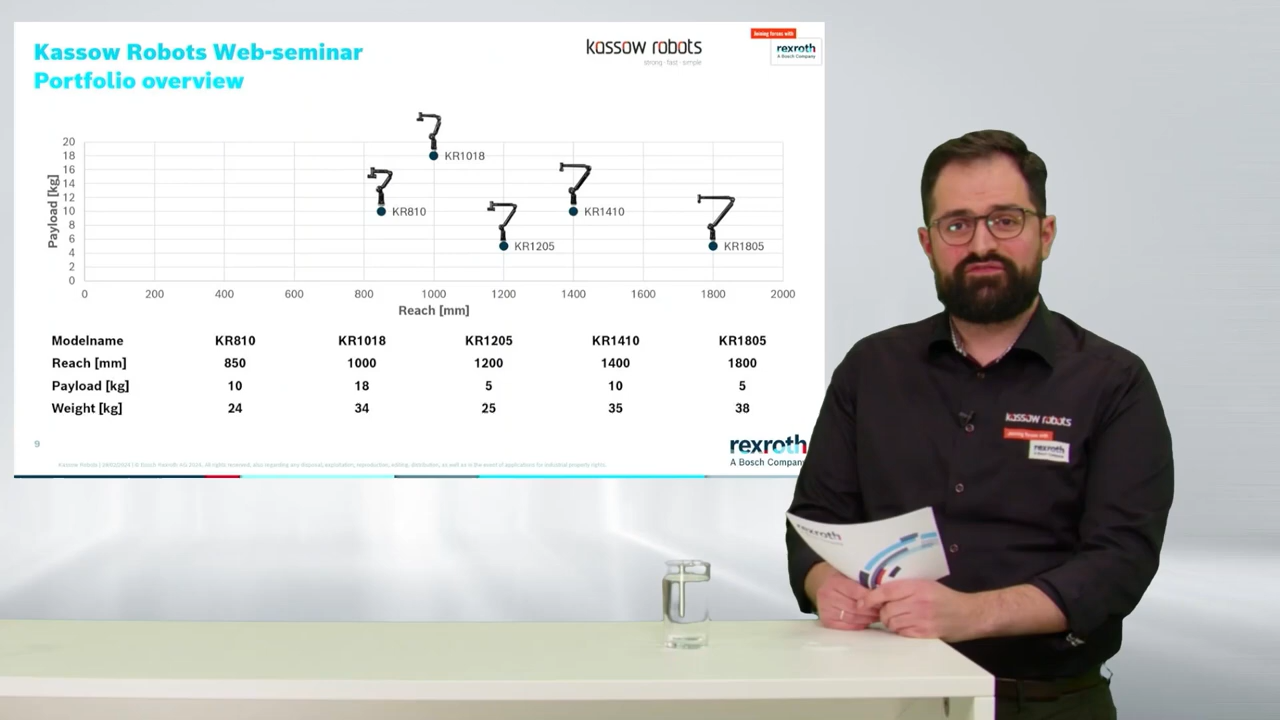 Kassow Robots Web-seminar
Portfolio overview
kassow robots
strong · fast · simple
Joining forces with
rexroth
A Bosch Company
Payload [kg]
20
18
16
14
12
10
8
6
4
2
0
KR1018
KR810
KR1410
KR1205
KR1805
0 200 400 600 800 1000 1200 1400 1600 1800 2000
Reach [mm]
Modelname KR810 KR1018 KR1205 KR1410 KR1805
Reach [mm] 850 1000 1200 1400 1800
Payload [kg] 10 18 5 10 5
Weight [kg] 24 34 25 35 38
9
rexroth
A Bosch Company
kassow robots
Joining forces with
rexroth
rexroth